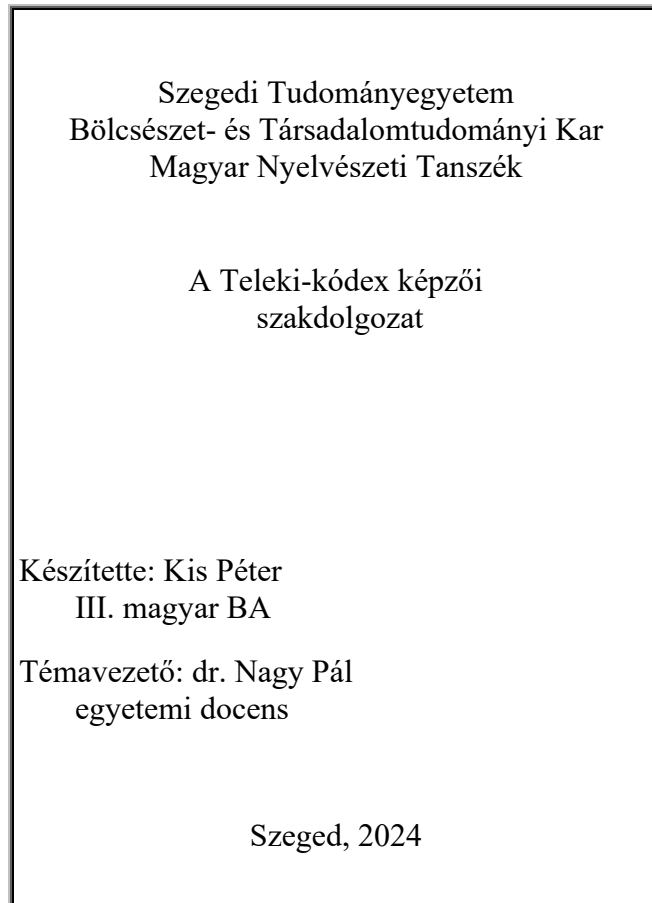 Szegedi Tudományegyetem
Bölcsészet- és Társadalomtudományi Kar
Magyar Nyelvészeti Tanszék
A Teleki-kódex képzői
szakdolgozat
Készítette: Kis Péter
III. magyar BA
Témavezető: dr. Nagy Pál
egyetemi docens
Szeged, 2024